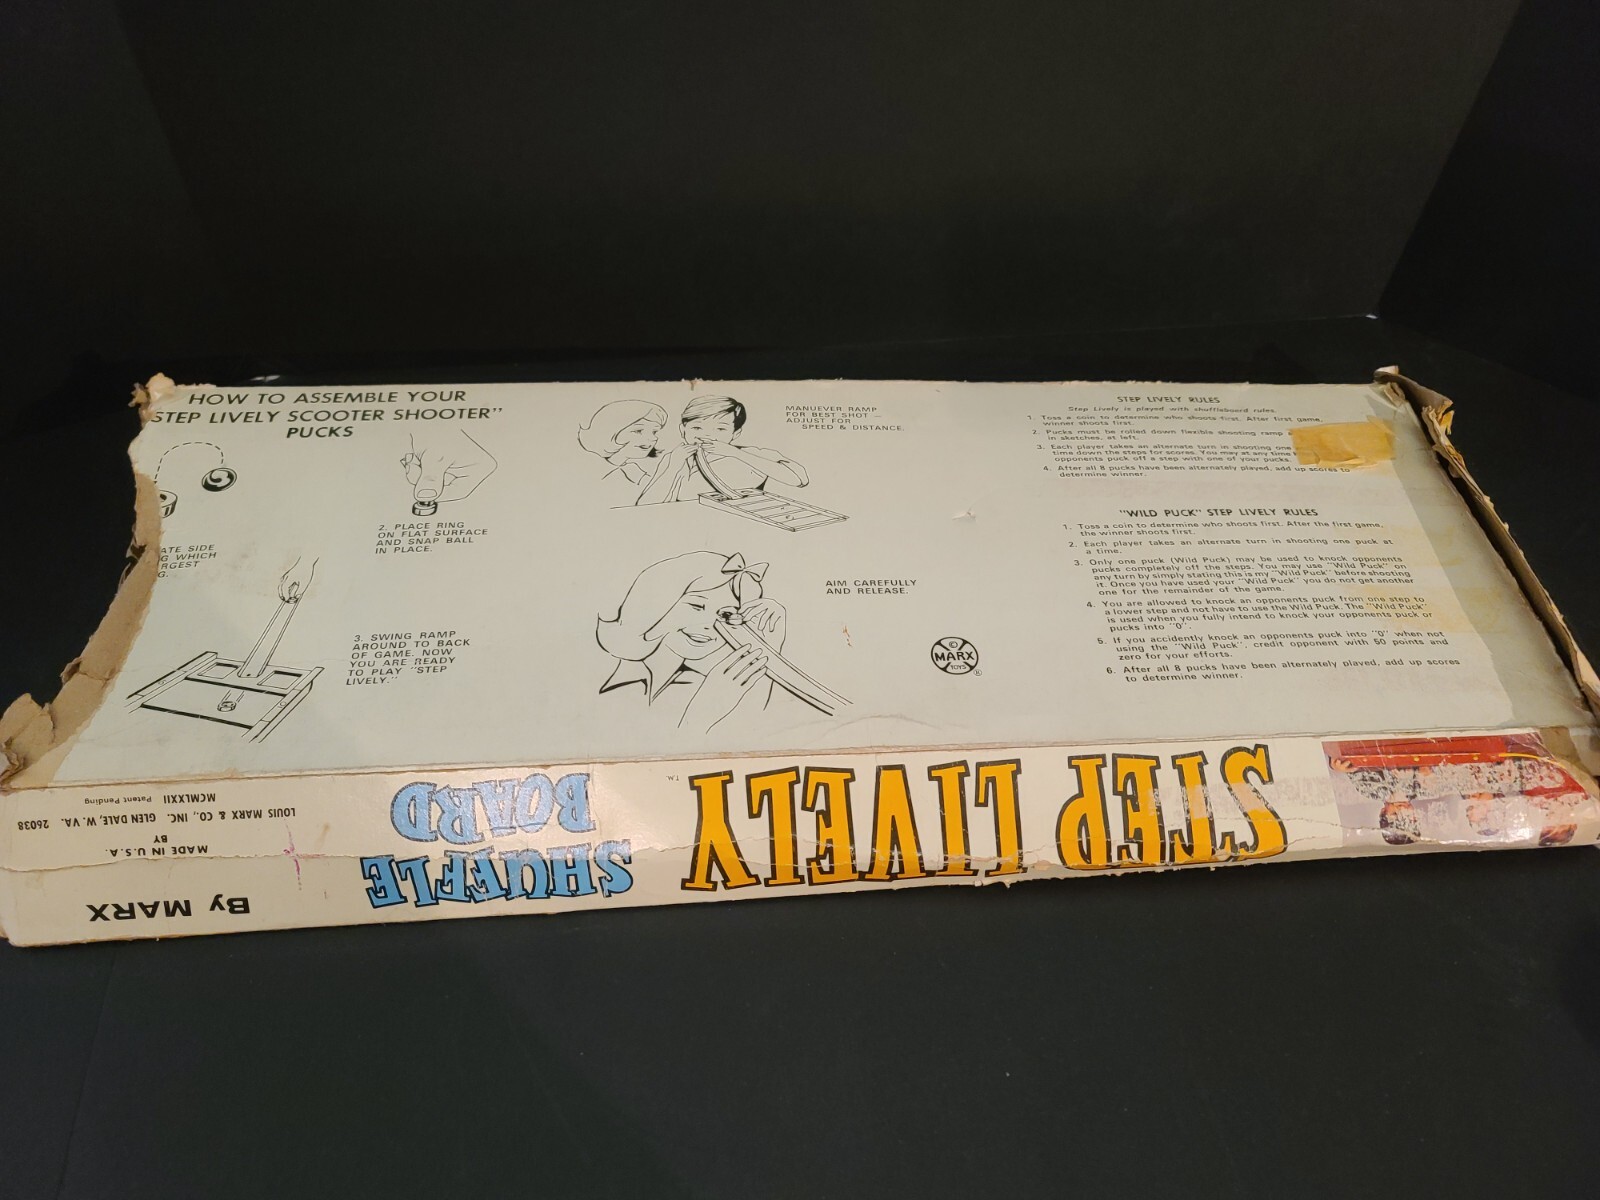 HOW TO ASSEMBLE YOUR
STEP LIVELY SCOOTER SHOOTER"
PUCKS
ATE SIDE
G WHICH
RGEST
G.
2. PLACE RING
ON FLAT SURFACE
AND SNAP BALL
IN PLACE.
3. SWING RAMP
AROUND TO BACK
OF GAME. NOW
YOU ARE READY
TO PLAY "STEP
LIVELY."
MANUEVER RAMP
FOR BEST SHOT —
ADJUST FOR
SPEED & DISTANCE.
AIM CAREFULLY
AND RELEASE.
©
MARX
TOYS
®
STEP LIVELY RULES
Step Lively is played with shuffleboard rules.
1. Toss a coin to determine who shoots first. After first game,
winner shoots first.
2. Pucks must be rolled down flexible shooting ramp
in sketches, at left.
3. Each player takes an alternate turn in shooting one
time down the steps for scores. You may at any time
opponents puck off a step with one of your pucks.
4. After all 8 pucks have been alternately played, add up scores to
determine winner.
"WILD PUCK" STEP LIVELY RULES
1. Toss a coin to determine who shoots first. After the first game,
the winner shoots first.
2. Each player takes an alternate turn in shooting one puck at
a time.
3. Only one puck (Wild Puck) may be used to knock opponents
pucks completely off the steps. You may use "Wild Puck" on
any turn by simply stating this is my "Wild Puck" before shooting
it. Once you have used your "Wild Puck" you do not get another
one for the remainder of the game.
4. You are allowed to knock an opponents puck from one step to
a lower step and not have to use the Wild Puck. The "Wild Puck"
is used when you fully intend to knock your opponents puck or
pucks into "0".
5. If you accidently knock an opponents puck into "0" when not
using the "Wild Puck", credit opponent with 50 points and
zero for your efforts.
6. After all 8 pucks have been alternately played, add up scores
to determine winner.
STEP LIVELY
™
SHUFFLE
BOARD
By MARX
MADE IN U.S.A.
BY
LOUIS MARX & CO., INC. GLEN DALE, W. VA. 26038
MCMLXXII Patent Pending